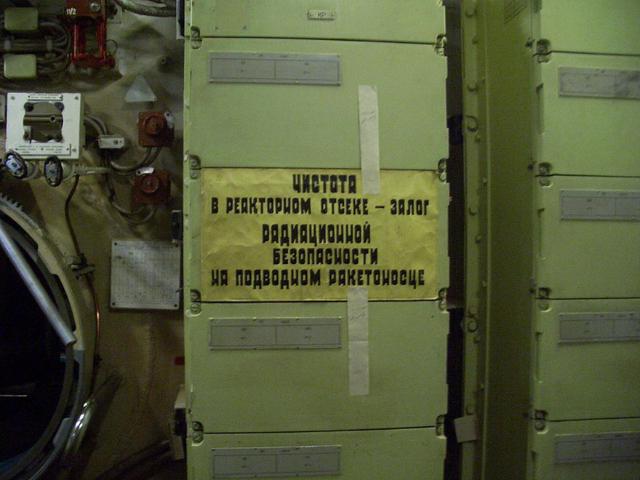 ЧИСТОТА
В РЕАКТОРНОМ ОТСЕКЕ – ЗАЛОГ
РАДИАЦИОННОЙ
БЕЗОПАСНОСТИ
НА ПОДВОДНОМ РАКЕТОНОСЦЕ